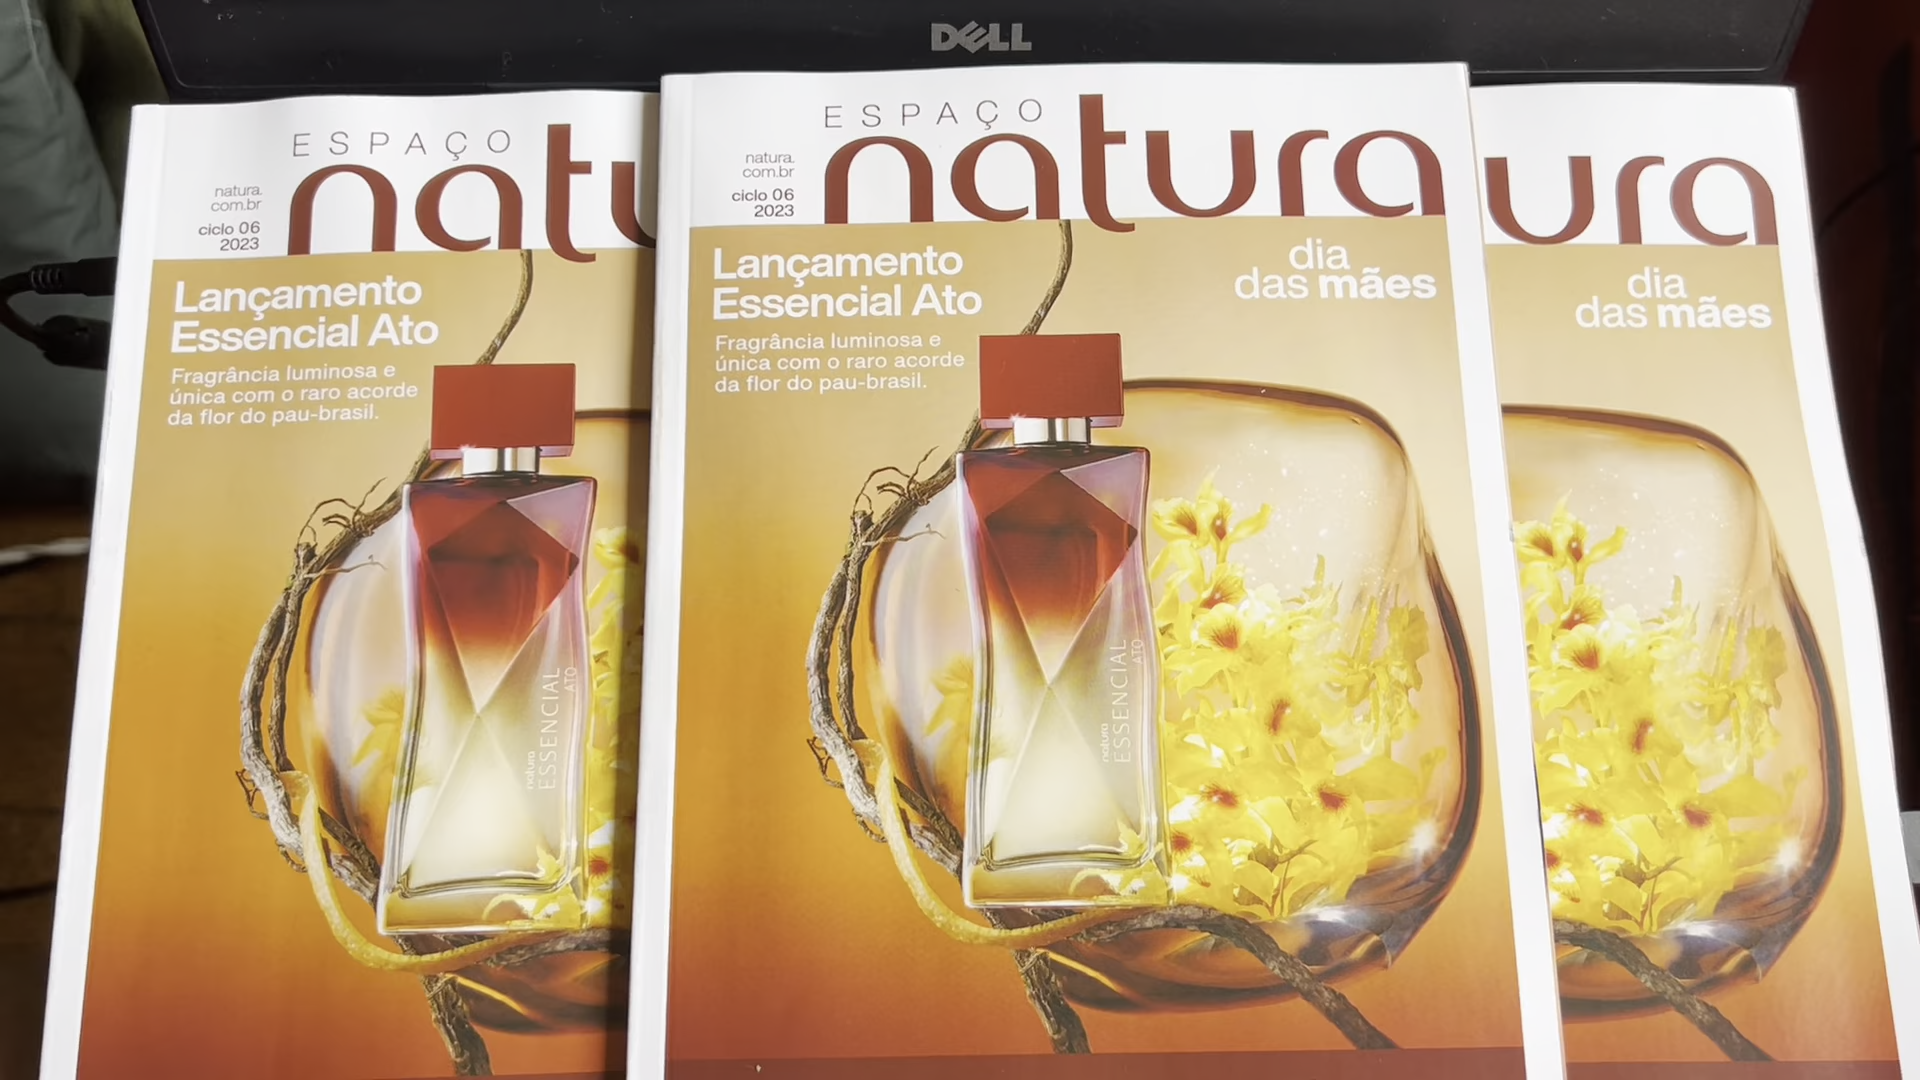 DELL
ESPAÇO
natu
natura.
com.br
ciclo 06
2023
Lançamento
Essencial Ato
Fragrância luminosa e
única com o raro acorde
da flor do pau-brasil.
natura
ESSENCIAL
ATO
ESPAÇO
natura
natura.
com.br
ciclo 06
2023
Lançamento
Essencial Ato
Fragrância luminosa e
única com o raro acorde
da flor do pau-brasil.
dia
das mães
natura
ESSENCIAL
ATO
ura
dia
das mães